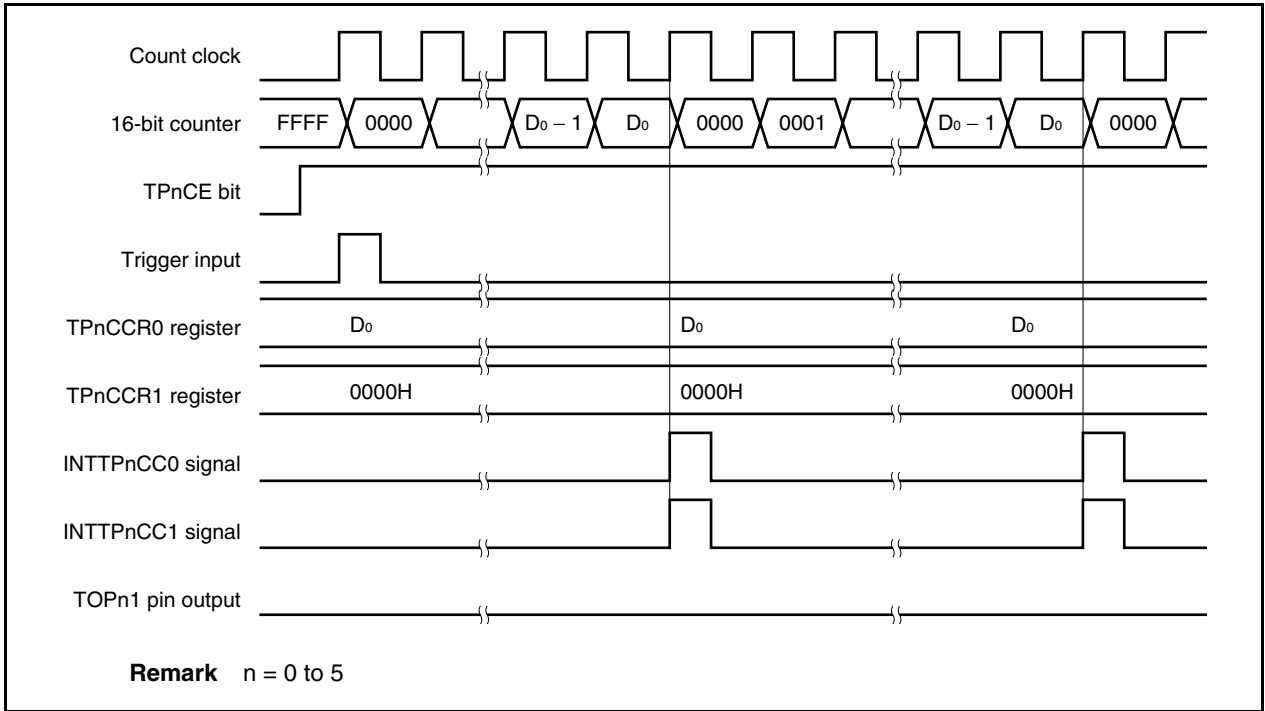 Count clock
16-bit counter FFFF 0000 D₀ − 1 D₀ 0000 0001 D₀ − 1 D₀ 0000
TPnCE bit
Trigger input
TPnCCR0 register D₀ D₀ D₀
TPnCCR1 register 0000H 0000H 0000H
INTTPnCC0 signal
INTTPnCC1 signal
TOPn1 pin output
Remark n = 0 to 5